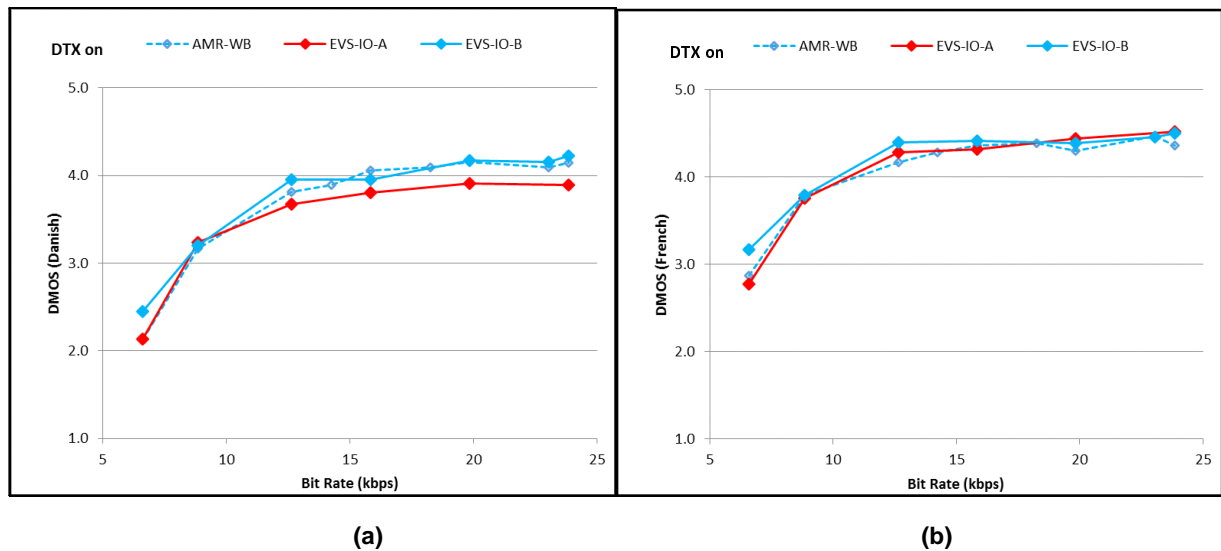 DTX on
AMR-WB
EVS-IO-A
EVS-IO-B
5.0
4.0
3.0
2.0
1.0
DMOS (Danish)
5
10
15
20
25
Bit Rate (kbps)
(a)
DTX on
AMR-WB
EVS-IO-A
EVS-IO-B
5.0
4.0
3.0
2.0
1.0
DMOS (French)
5
10
15
20
25
Bit Rate (kbps)
(b)